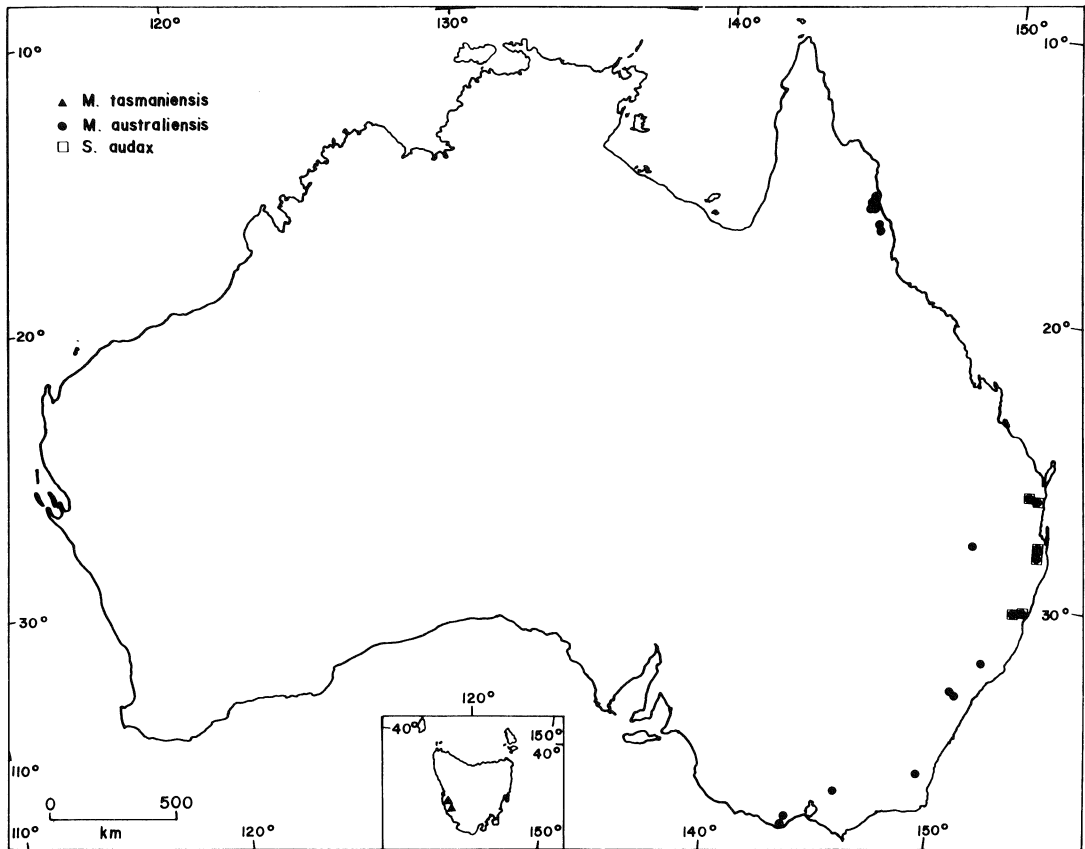 120° 130° 140° 150°
10° 10°
▲ M. tasmaniensis
● M. australiensis
□ S. audax
20° 20°
30° 30°
120°
40° 150°
40°
110°
0 500
km
110° 120° 150° 140° 150°